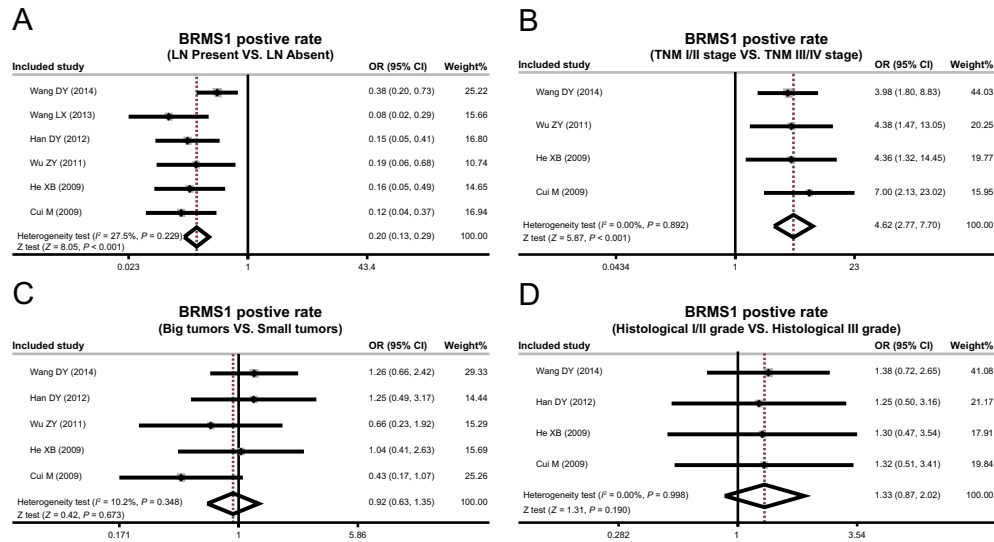 A
BRMS1 postive rate
(LN Present VS. LN Absent)
Included study OR (95% CI) Weight%
Wang DY (2014) 0.38 (0.20, 0.73) 25.22
Wang LX (2013) 0.08 (0.02, 0.29) 15.66
Han DY (2012) 0.15 (0.05, 0.41) 16.80
Wu ZY (2011) 0.19 (0.06, 0.68) 10.74
He XB (2009) 0.16 (0.05, 0.49) 14.65
Cui M (2009) 0.12 (0.04, 0.37) 16.94
Heterogeneity test (I² = 27.5%, P = 0.229) 0.20 (0.13, 0.29) 100.00
Z test (Z = 8.05, P < 0.001)
0.023 1 43.4
B
BRMS1 postive rate
(TNM I/II stage VS. TNM III/IV stage)
Included study OR (95% CI) Weight%
Wang DY (2014) 3.98 (1.80, 8.83) 44.03
Wu ZY (2011) 4.38 (1.47, 13.05) 20.25
He XB (2009) 4.36 (1.32, 14.45) 19.77
Cui M (2009) 7.00 (2.13, 23.02) 15.95
Heterogeneity test (I² = 0.00%, P = 0.892) 4.62 (2.77, 7.70) 100.00
Z test (Z = 5.87, P < 0.001)
0.0434 1 23
C
BRMS1 postive rate
(Big tumors VS. Small tumors)
Included study OR (95% CI) Weight%
Wang DY (2014) 1.26 (0.66, 2.42) 29.33
Han DY (2012) 1.25 (0.49, 3.17) 14.44
Wu ZY (2011) 0.66 (0.23, 1.92) 15.29
He XB (2009) 1.04 (0.41, 2.63) 15.69
Cui M (2009) 0.43 (0.17, 1.07) 25.26
Heterogeneity test (I² = 10.2%, P = 0.348) 0.92 (0.63, 1.35) 100.00
Z test (Z = 0.42, P = 0.673)
0.171 1 5.86
D
BRMS1 postive rate
(Histological I/II grade VS. Histological III grade)
Included study OR (95% CI) Weight%
Wang DY (2014) 1.38 (0.72, 2.65) 41.08
Han DY (2012) 1.25 (0.50, 3.16) 21.17
He XB (2009) 1.30 (0.47, 3.54) 17.91
Cui M (2009) 1.32 (0.51, 3.41) 19.84
Heterogeneity test (I² = 0.00%, P = 0.998) 1.33 (0.87, 2.02) 100.00
Z test (Z = 1.31, P = 0.190)
0.282 1 3.54